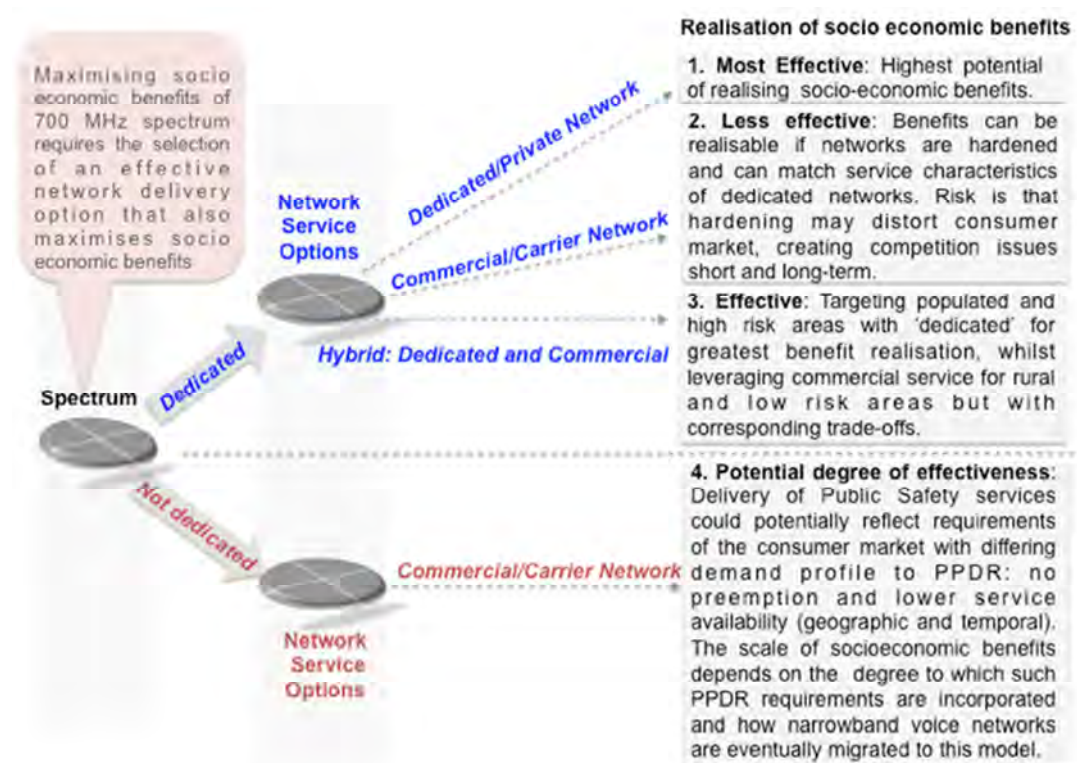 Realisation of socio economic benefits
Maximising socio
economic benefits of
700 MHz spectrum
requires the selection
of an effective
network delivery
option that also
maximises socio
economic benefits
Spectrum
Dedicated
Not dedicated
Network
Service
Options
Dedicated/Private Network
Commercial/Carrier Network
Hybrid: Dedicated and Commercial
Network
Service
Options
Commercial/Carrier Network
1. Most Effective: Highest potential
of realising socio-economic benefits.
2. Less effective: Benefits can be
realisable if networks are hardened
and can match service characteristics
of dedicated networks. Risk is that
hardening may distort consumer
market, creating competition issues
short and long-term.
3. Effective: Targeting populated and
high risk areas with 'dedicated' for
greatest benefit realisation, whilst
leveraging commercial service for rural
and low risk areas but with
corresponding trade-offs.
4. Potential degree of effectiveness:
Delivery of Public Safety services
could potentially reflect requirements
of the consumer market with differing
demand profile to PPDR: no
preemption and lower service
availability (geographic and temporal).
The scale of socioeconomic benefits
depends on the degree to which such
PPDR requirements are incorporated
and how narrowband voice networks
are eventually migrated to this model.